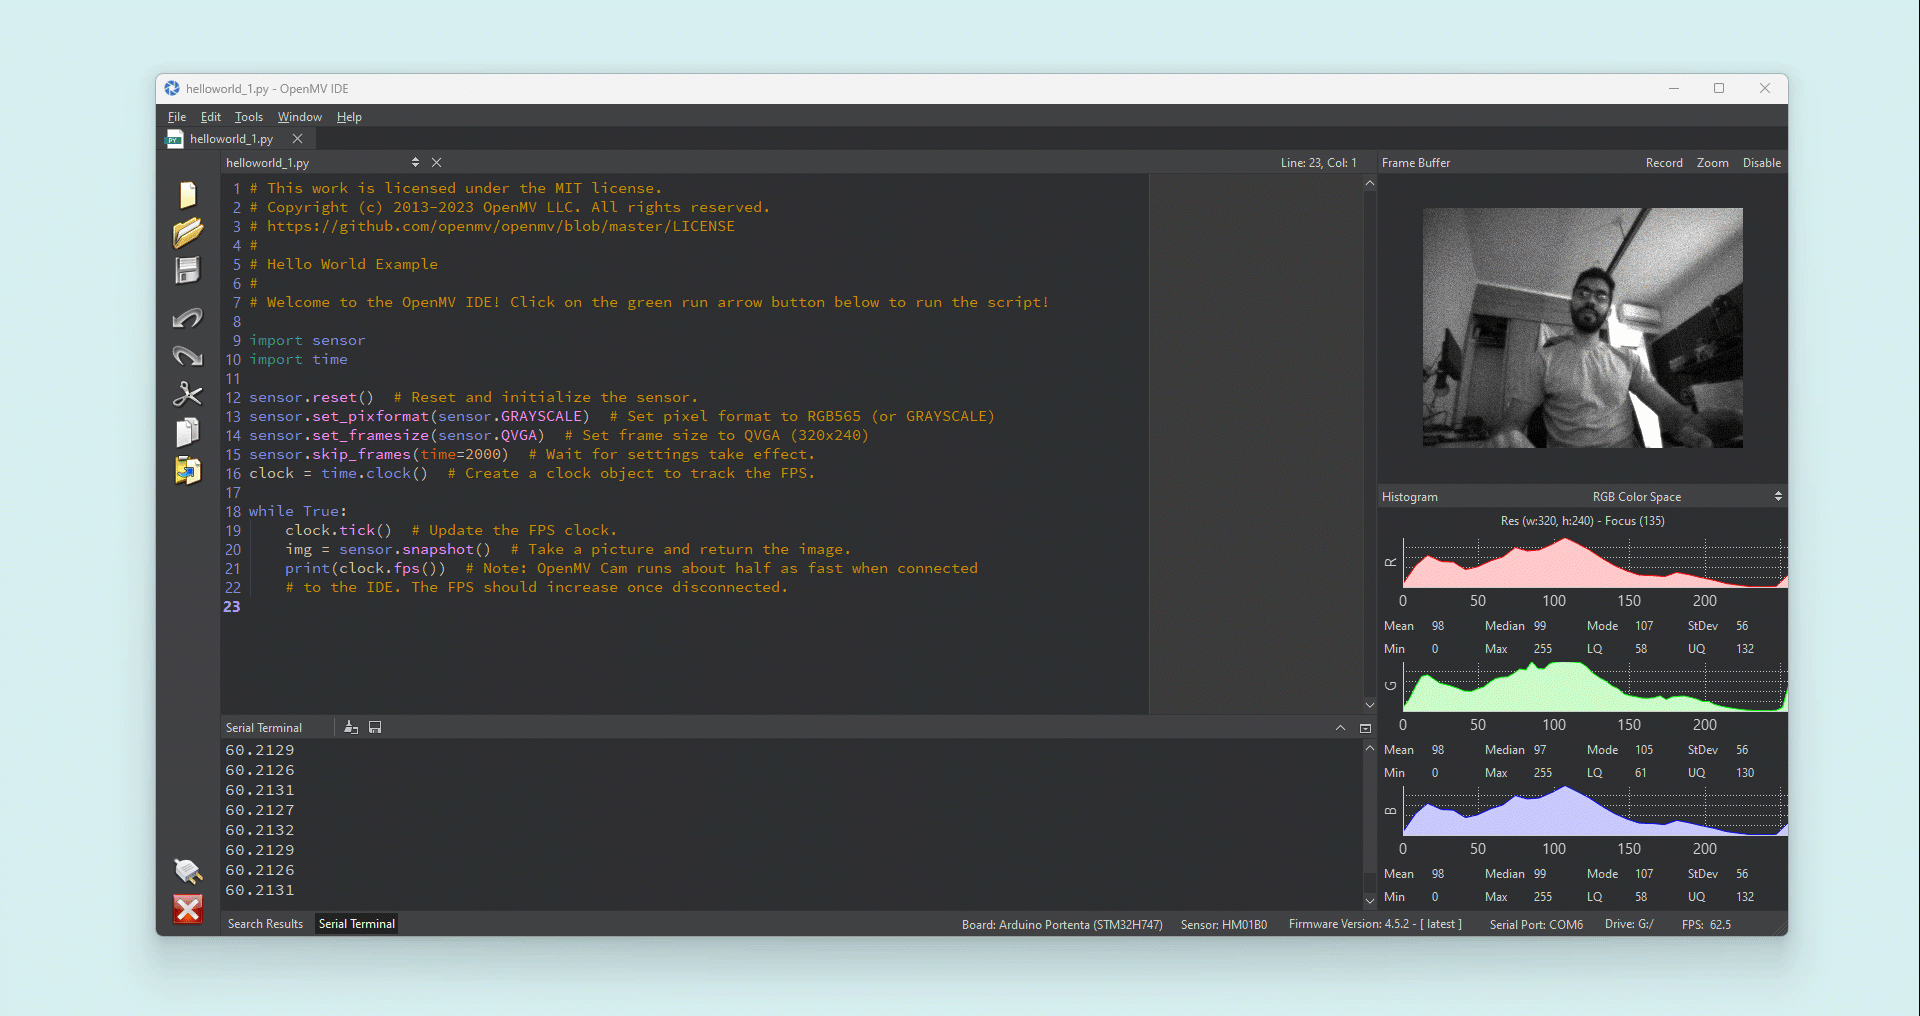 helloworld_1.py - OpenMV IDE
File Edit Tools Window Help
PY helloworld_1.py
helloworld_1.py Line: 23, Col: 1
1 # This work is licensed under the MIT license.
2 # Copyright (c) 2013-2023 OpenMV LLC. All rights reserved.
3 # https://github.com/openmv/openmv/blob/master/LICENSE
4 #
5 # Hello World Example
6 #
7 # Welcome to the OpenMV IDE! Click on the green run arrow button below to run the script!
8
9 import sensor
10 import time
11
12 sensor.reset()  # Reset and initialize the sensor.
13 sensor.set_pixformat(sensor.GRAYSCALE)  # Set pixel format to RGB565 (or GRAYSCALE)
14 sensor.set_framesize(sensor.QVGA)  # Set frame size to QVGA (320x240)
15 sensor.skip_frames(time=2000)  # Wait for settings take effect.
16 clock = time.clock()  # Create a clock object to track the FPS.
17
18 while True:
19     clock.tick()  # Update the FPS clock.
20     img = sensor.snapshot()  # Take a picture and return the image.
21     print(clock.fps())  # Note: OpenMV Cam runs about half as fast when connected
22     # to the IDE. The FPS should increase once disconnected.
23
Serial Terminal
60.2129
60.2126
60.2131
60.2127
60.2132
60.2129
60.2126
60.2131
Frame Buffer Record Zoom Disable
Histogram RGB Color Space
Res (w:320, h:240) - Focus (135)
R
0 50 100 150 200
Mean 98 Median 99 Mode 107 StDev 56
Min 0 Max 255 LQ 58 UQ 132
G
0 50 100 150 200
Mean 98 Median 97 Mode 105 StDev 56
Min 0 Max 255 LQ 61 UQ 130
B
0 50 100 150 200
Mean 98 Median 99 Mode 107 StDev 56
Min 0 Max 255 LQ 58 UQ 132
Search Results Serial Terminal Board: Arduino Portenta (STM32H747) Sensor: HM01B0 Firmware Version: 4.5.2 - [ latest ] Serial Port: COM6 Drive: G:/ FPS: 62.5